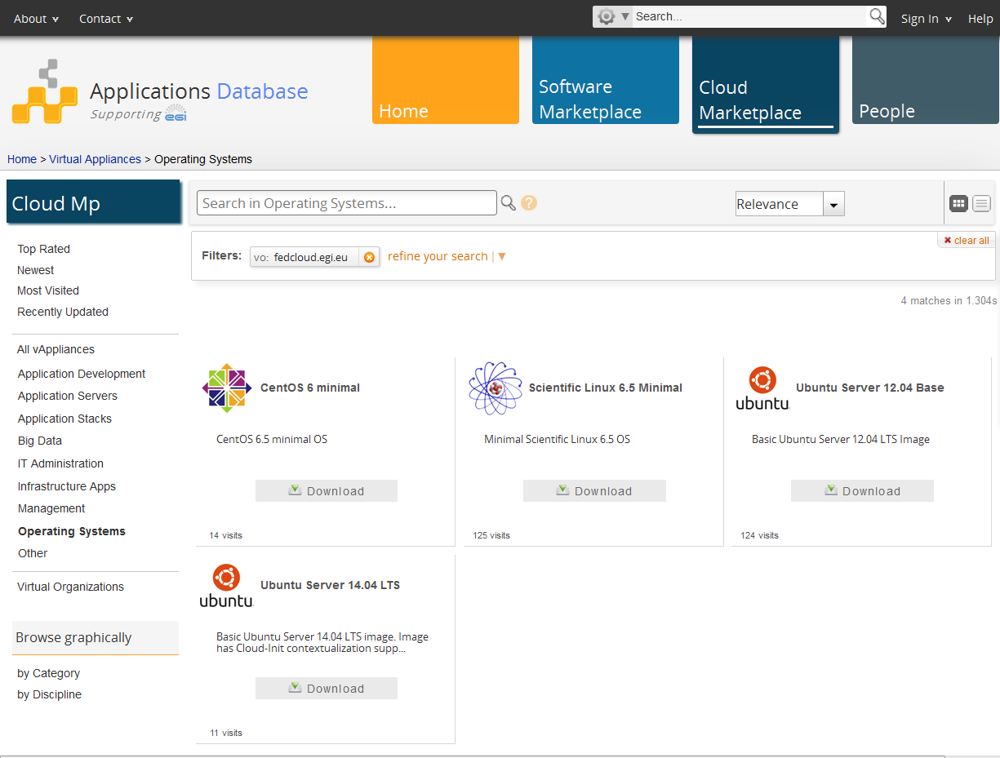 About
Contact
Search...
Sign In
Help
Applications Database
Supporting egi
Home
Software
Marketplace
Cloud
Marketplace
People
Home > Virtual Appliances > Operating Systems
Cloud Mp
Search in Operating Systems...
?
Relevance
Filters:
vo: fedcloud.egi.eu
refine your search
clear all
4 matches in 1.304s
Top Rated
Newest
Most Visited
Recently Updated
All vAppliances
Application Development
Application Servers
Application Stacks
Big Data
IT Administration
Infrastructure Apps
Management
Operating Systems
Other
Virtual Organizations
Browse graphically
by Category
by Discipline
CentOS 6 minimal
CentOS 6.5 minimal OS
Download
14 visits
Scientific Linux 6.5 Minimal
Minimal Scientific Linux 6.5 OS
Download
125 visits
ubuntu
Ubuntu Server 12.04 Base
Basic Ubuntu Server 12.04 LTS Image
Download
124 visits
ubuntu
Ubuntu Server 14.04 LTS
Basic Ubuntu Server 14.04 LTS image. Image
has Cloud-Init contextualization supp...
Download
11 visits